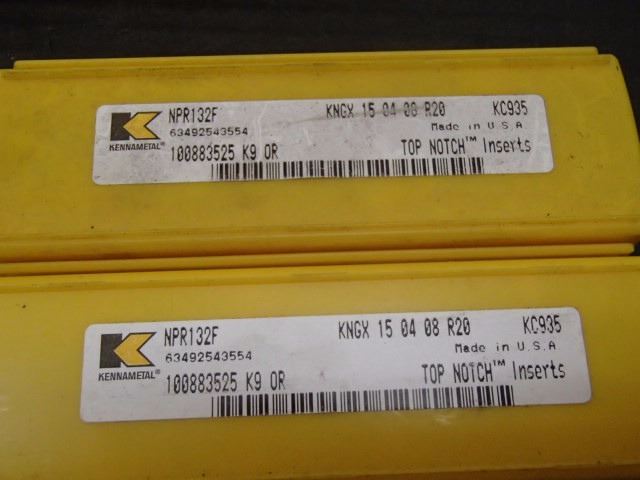 NPR132F KNGX 15 04 08 R20 KC935
63492543554 Made in U.S.A
KENNAMETAL®
100883525 K9 OR TOP NOTCH™ Inserts
NPR132F KNGX 15 04 08 R20 KC935
63492543554 Made in U.S.A
KENNAMETAL®
100883525 K9 OR TOP NOTCH™ Inserts